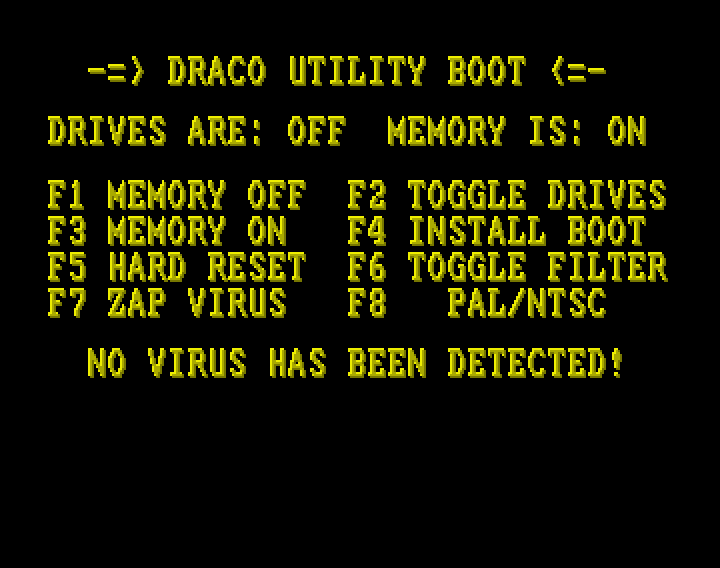 -=> DRACO UTILITY BOOT <=-
DRIVES ARE: OFF  MEMORY IS: ON
F1 MEMORY OFF  F2 TOGGLE DRIVES
F3 MEMORY ON   F4 INSTALL BOOT
F5 HARD RESET  F6 TOGGLE FILTER
F7 ZAP VIRUS   F8   PAL/NTSC
NO VIRUS HAS BEEN DETECTED!